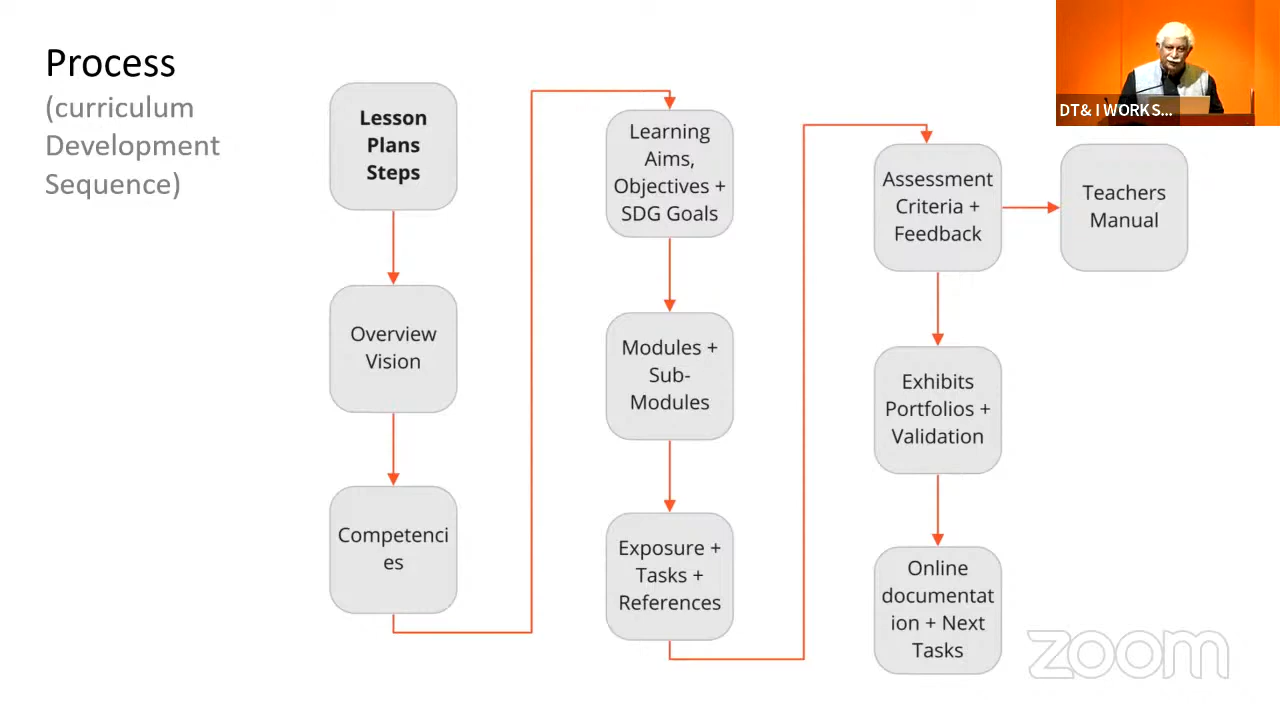 Process
(curriculum
Development
Sequence)
Lesson
Plans
Steps
Overview
Vision
Competenci
es
Learning
Aims,
Objectives +
SDG Goals
Modules +
Sub-
Modules
Exposure +
Tasks +
References
Assessment
Criteria +
Feedback
Teachers
Manual
Exhibits
Portfolios +
Validation
Online
documentat
ion + Next
Tasks
DT& I WORKS...
zoom